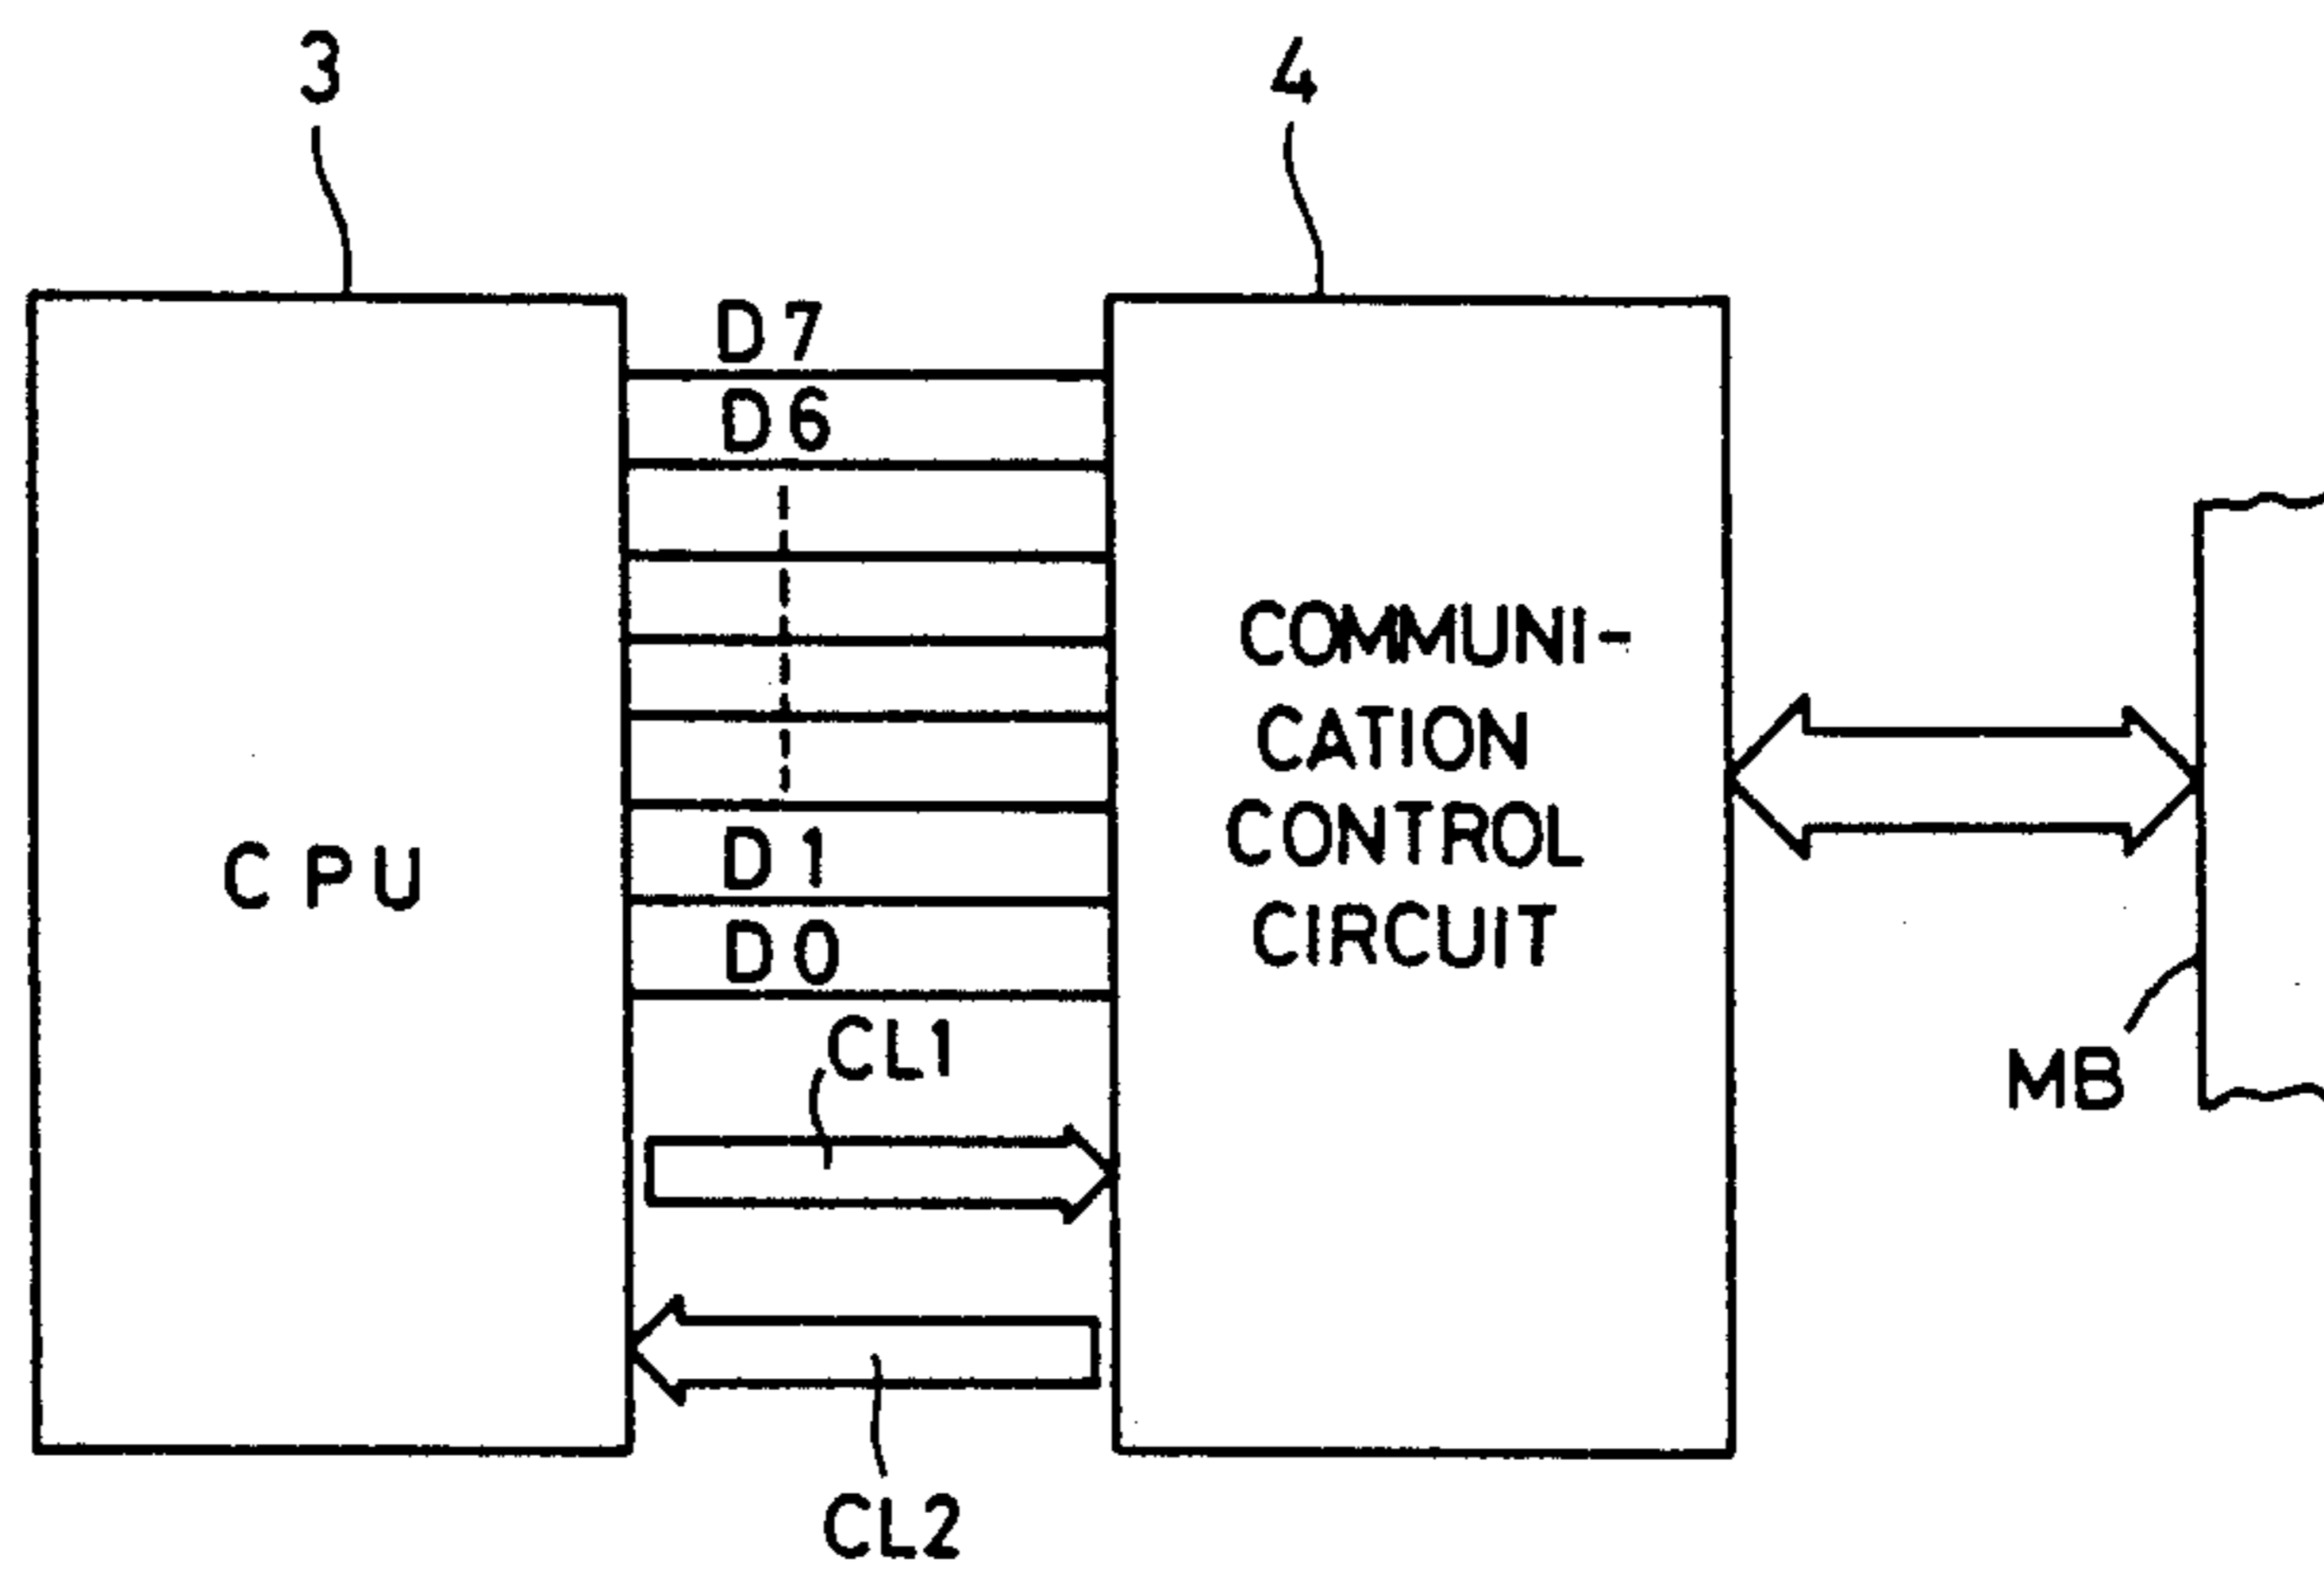 3
4
D7
D6
COMMUNI-
CATION
CONTROL
CIRCUIT
CPU
D1
D0
CL1
MB
CL2